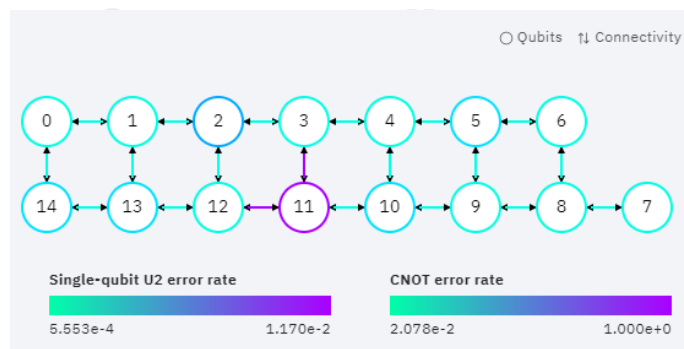 Qubits Connectivity
0 1 2 3 4 5 6
14 13 12 11 10 9 8 7
Single-qubit U2 error rate CNOT error rate
5.553e-4 1.170e-2 2.078e-2 1.000e+0